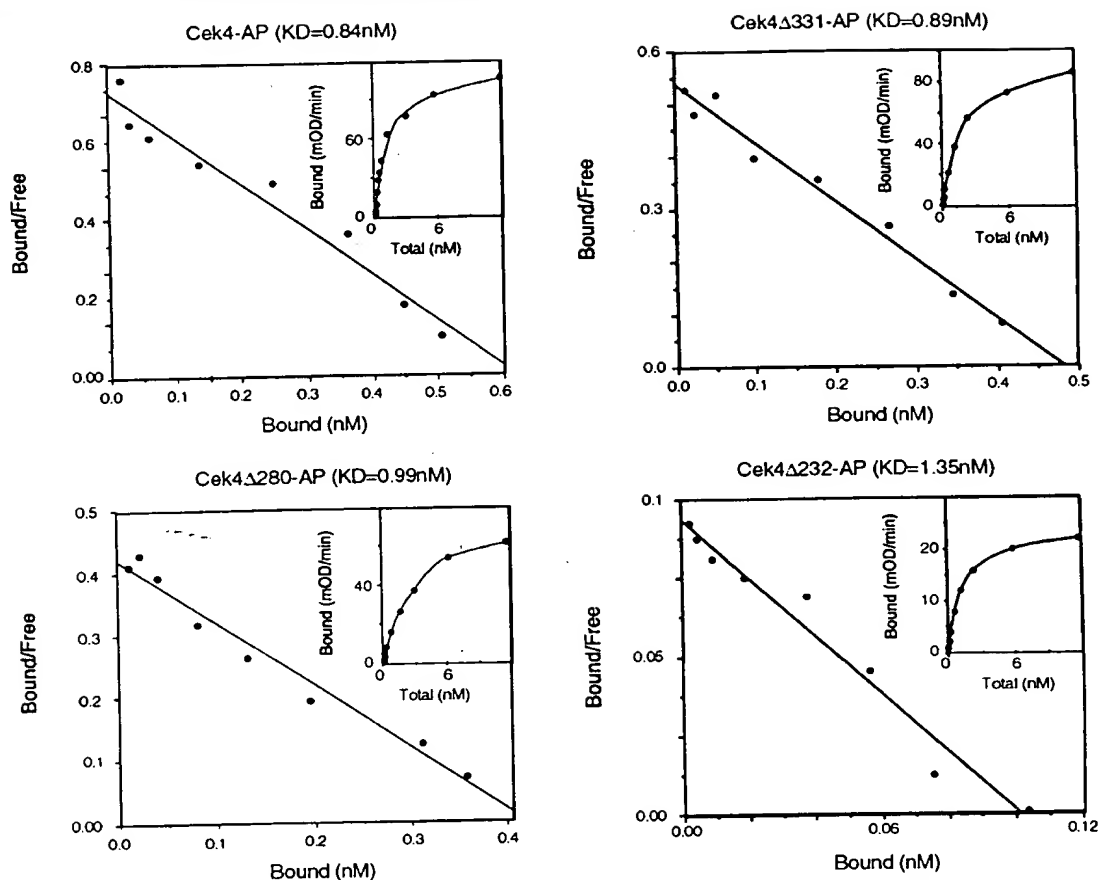 Cek4-AP (KD=0.84nM)
Bound/Free
0.8
0.6
0.4
0.2
0.00
0.0 0.1 0.2 0.3 0.4 0.5 0.6
Bound (nM)
Bound (mOD/min)
60
0
0 6
Total (nM)
Cek4Δ331-AP (KD=0.89nM)
Bound/Free
0.6
0.3
0.0
0.0 0.1 0.2 0.3 0.4 0.5
Bound (nM)
Bound (mOD/min)
80
60
40
20
0
0 6
Total (nM)
Cek4Δ280-AP (KD=0.99nM)
Bound/Free
0.5
0.4
0.3
0.2
0.1
0.00
0.0 0.1 0.2 0.3 0.4
Bound (nM)
Bound (mOD/min)
40
0
0 6
Total (nM)
Cek4Δ232-AP (KD=1.35nM)
Bound/Free
0.1
0.05
0.00
0.00 0.06 0.12
Bound (nM)
Bound (mOD/min)
20
10
0
0 6
Total (nM)